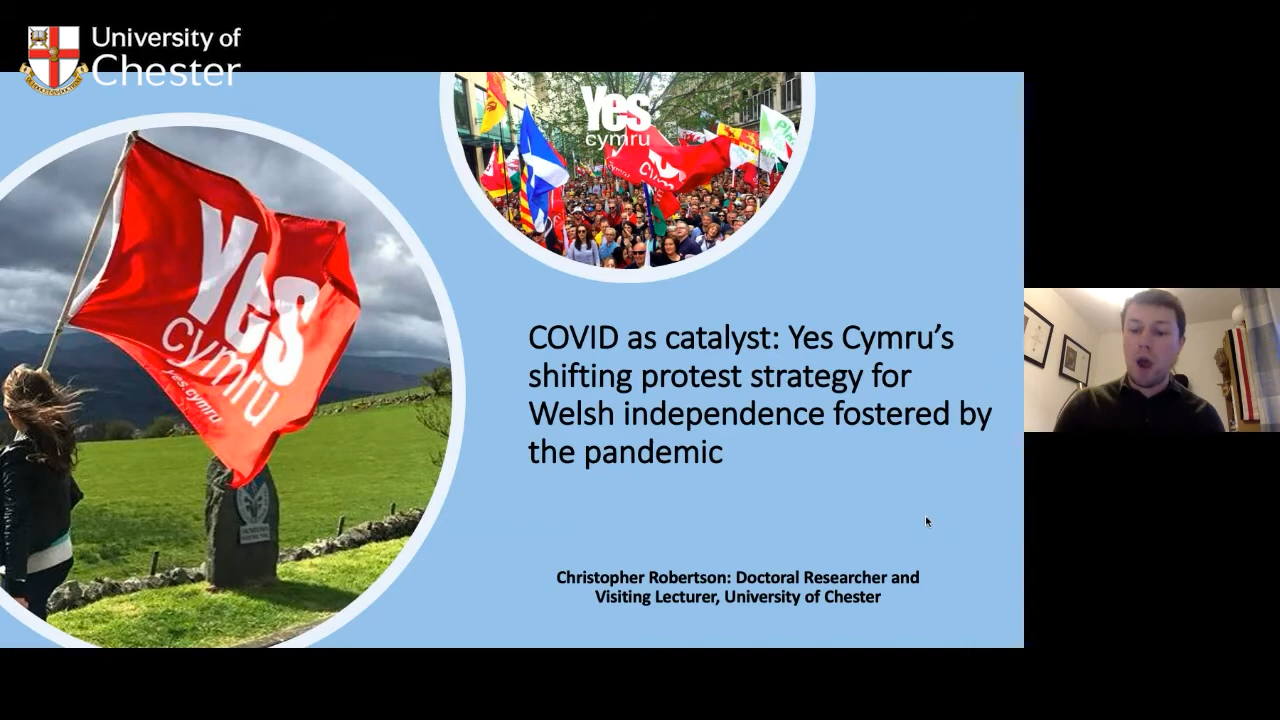 University of
Chester
Yes
cymru
YES
cymru
yes.cymru
COVID as catalyst: Yes Cymru’s
shifting protest strategy for
Welsh independence fostered by
the pandemic
Christopher Robertson: Doctoral Researcher and
Visiting Lecturer, University of Chester